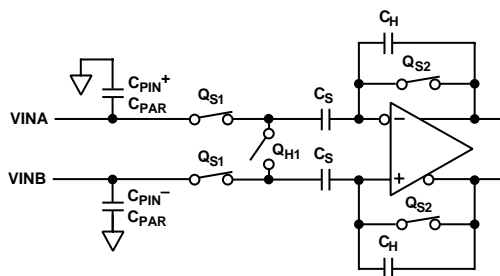 CH
QS2
CPIN+
CPAR
QS1
CS
VINA
−
QH1
+
QS1
CS
VINB
CPIN−
CPAR
QS2
CH